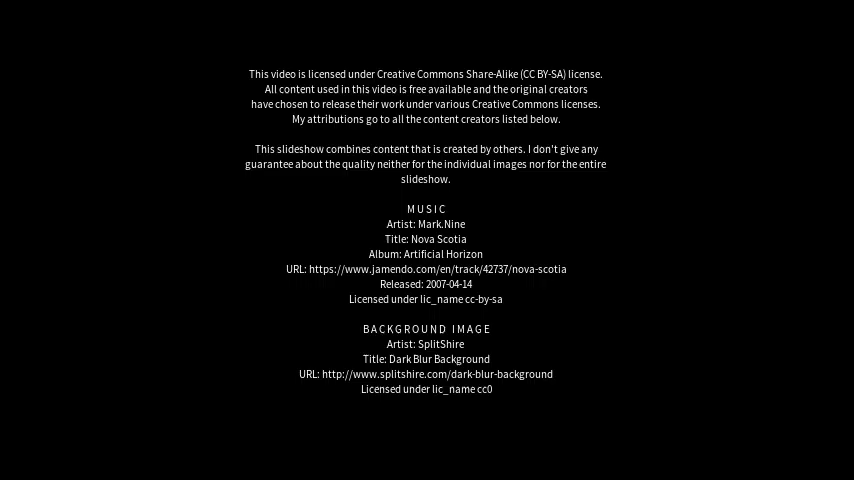 This video is licensed under Creative Commons Share-Alike (CC BY-SA) license.
All content used in this video is free available and the original creators
have chosen to release their work under various Creative Commons licenses.
My attributions go to all the content creators listed below.
This slideshow combines content that is created by others. I don't give any
guarantee about the quality neither for the individual images nor for the entire
slideshow.
MUSIC
Artist: Mark.Nine
Title: Nova Scotia
Album: Artificial Horizon
URL: https://www.jamendo.com/en/track/42737/nova-scotia
Released: 2007-04-14
Licensed under lic_name cc-by-sa
BACKGROUND IMAGE
Artist: SplitShire
Title: Dark Blur Background
URL: http://www.splitshire.com/dark-blur-background
Licensed under lic_name cc0